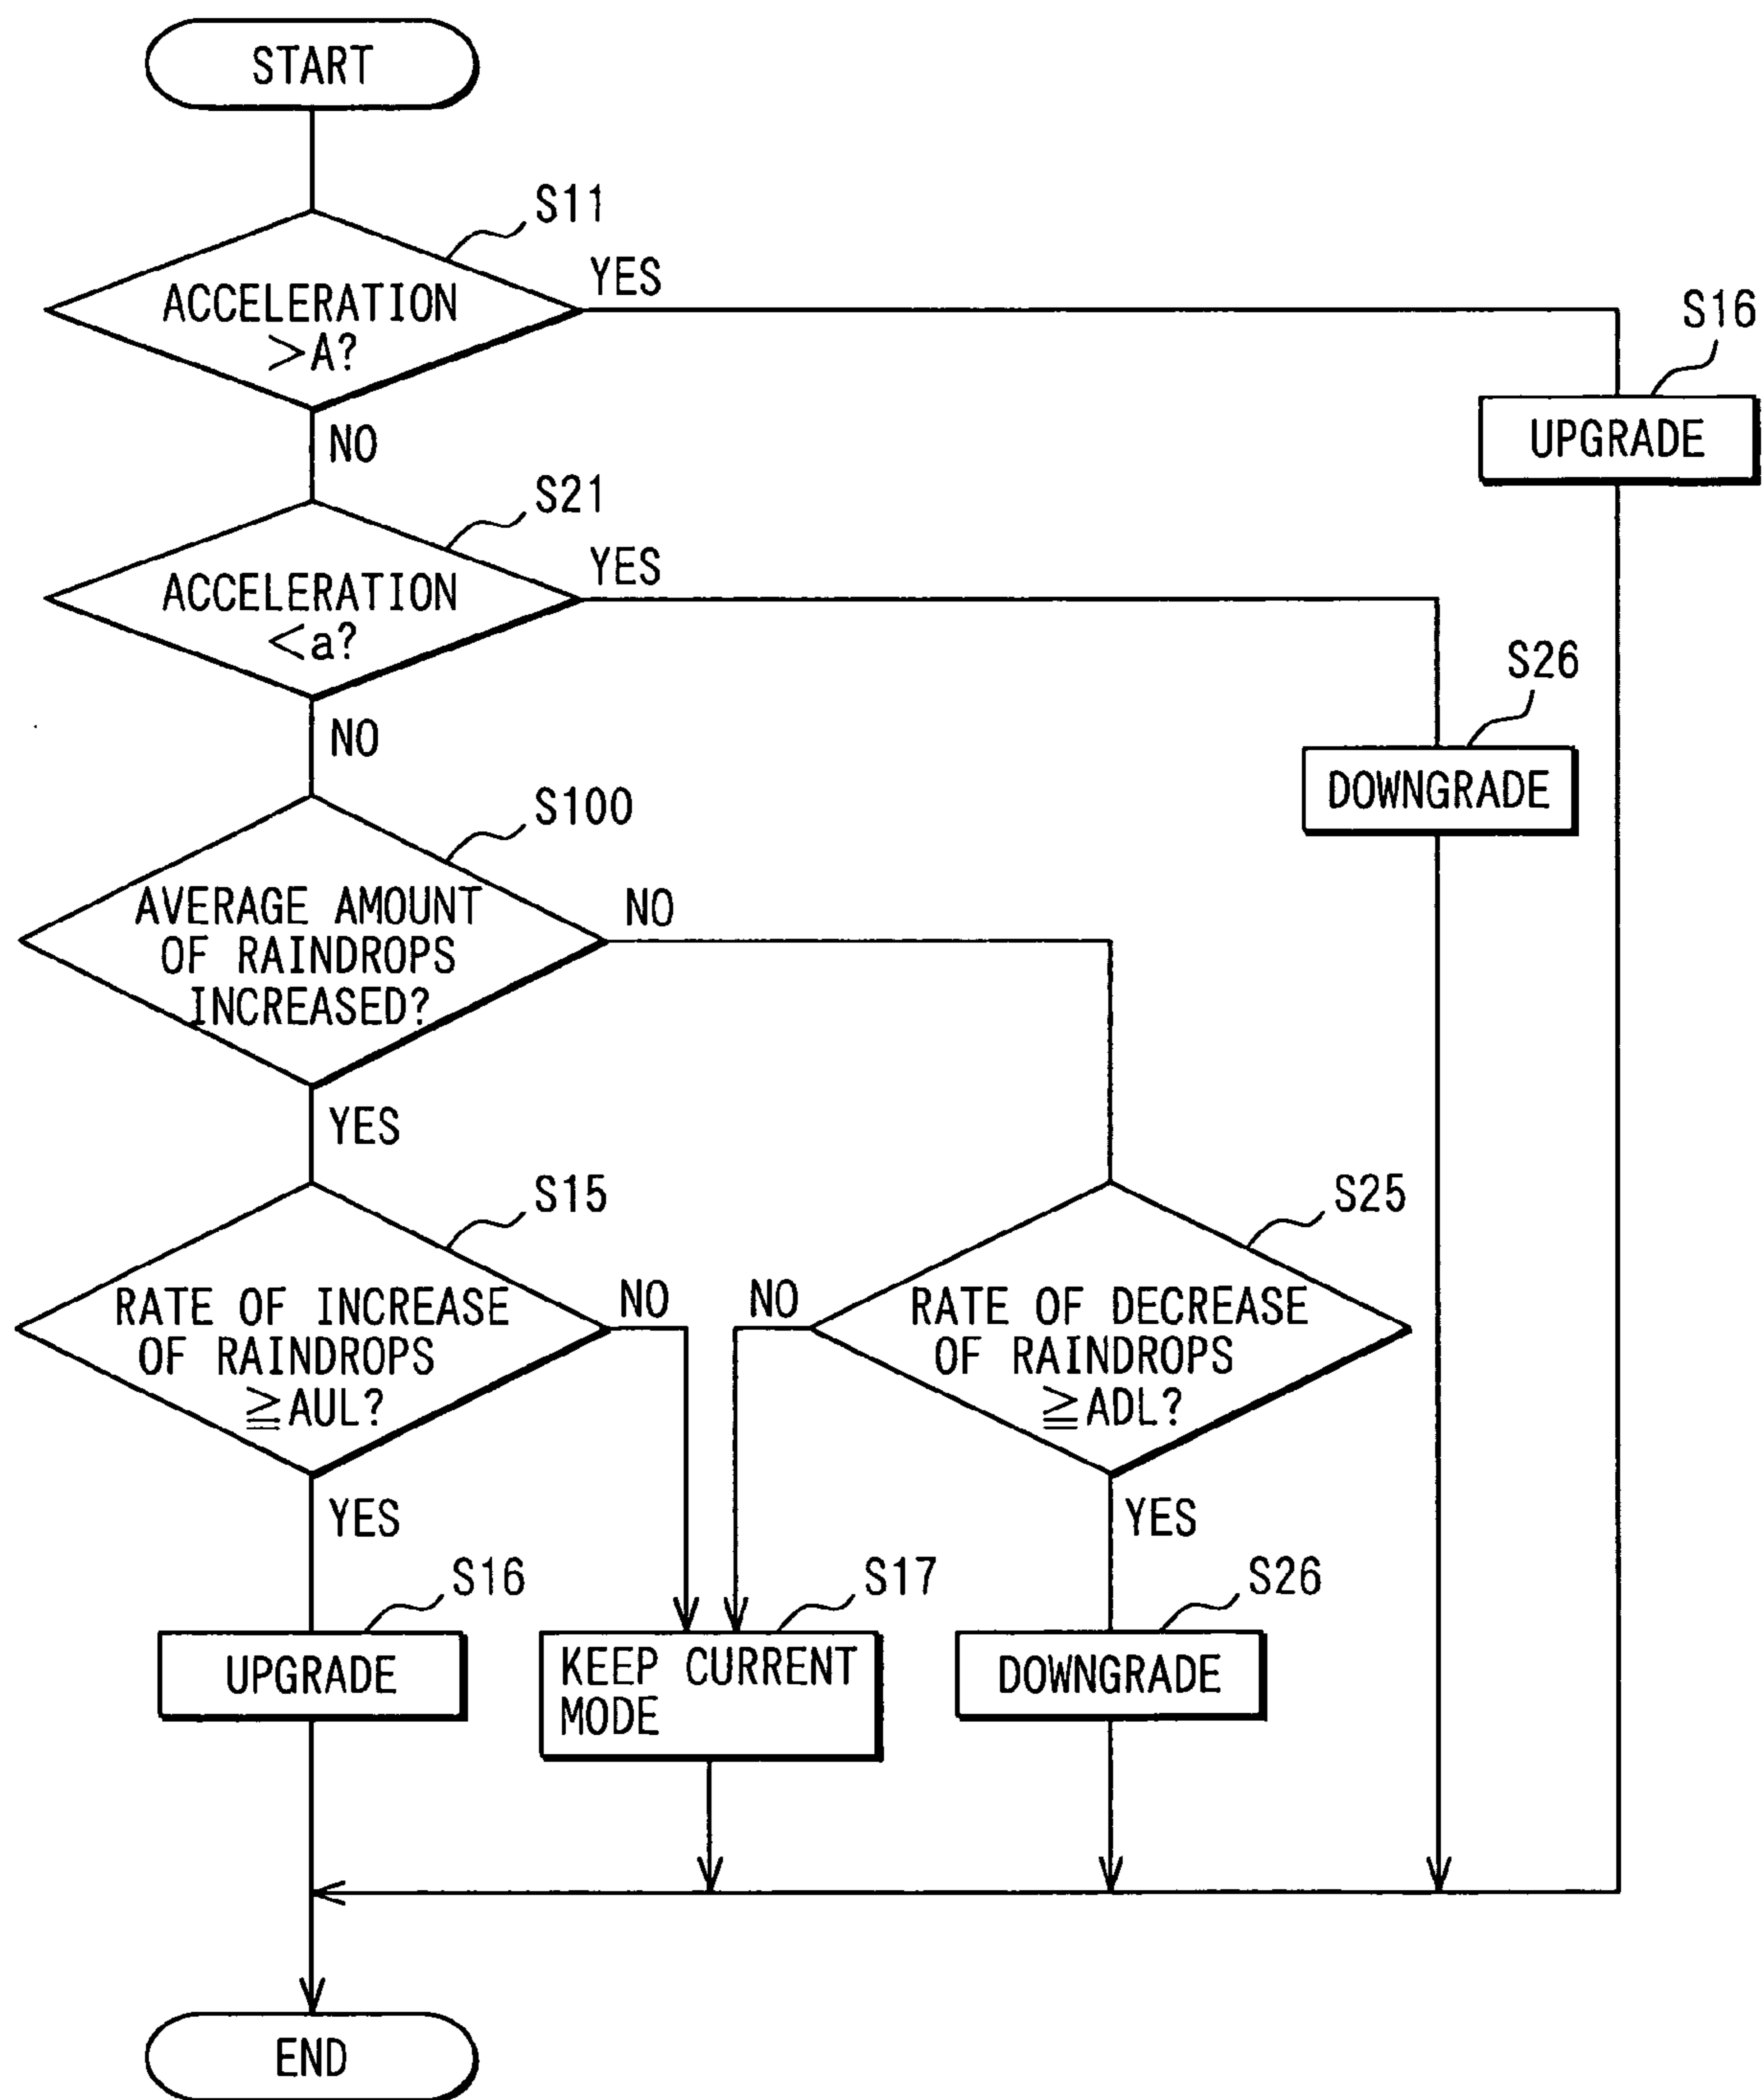 START
S11
ACCELERATION
>A?
YES
S16
UPGRADE
NO
S21
ACCELERATION
<a?
YES
S26
DOWNGRADE
NO
S100
AVERAGE AMOUNT
OF RAINDROPS
INCREASED?
NO
YES
S15
RATE OF INCREASE
OF RAINDROPS
≧AUL?
NO
S25
RATE OF DECREASE
OF RAINDROPS
≧ADL?
NO
YES
YES
S16
UPGRADE
S17
KEEP CURRENT
MODE
S26
DOWNGRADE
END